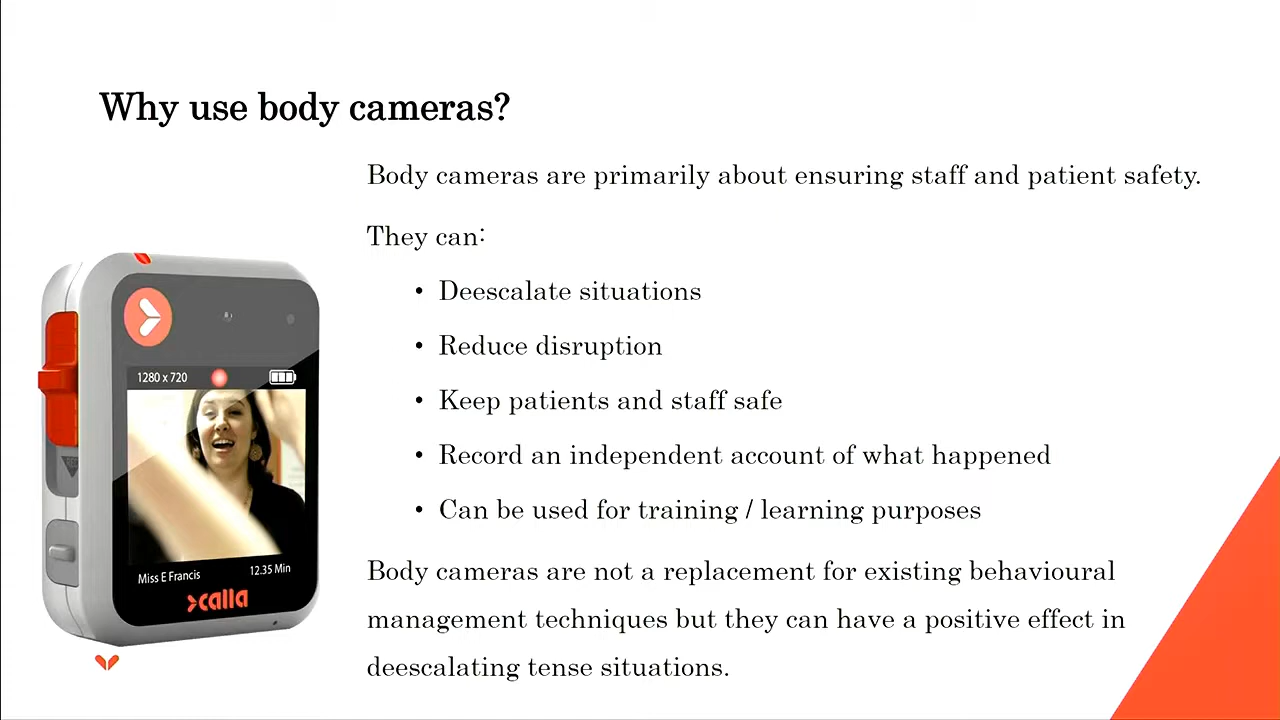 Why use body cameras?
Body cameras are primarily about ensuring staff and patient safety.
They can:
• Deescalate situations
• Reduce disruption
• Keep patients and staff safe
• Record an independent account of what happened
• Can be used for training / learning purposes
Body cameras are not a replacement for existing behavioural
management techniques but they can have a positive effect in
deescalating tense situations.
1280 x 720
Miss E Francis
12.35 Min
calla